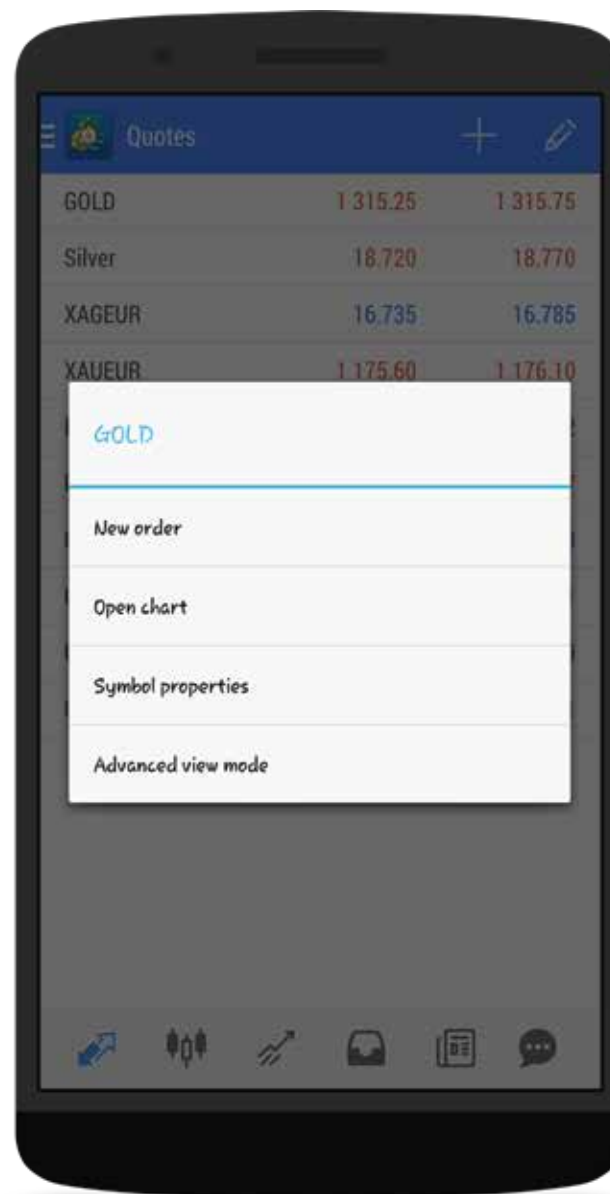 Quotes
GOLD 1 315.25 1 315.75
Silver 18.720 18.770
XAGEUR 16.735 16.785
XAUEUR 1 175.60 1 176.10
GOLD
New order
Open chart
Symbol properties
Advanced view mode